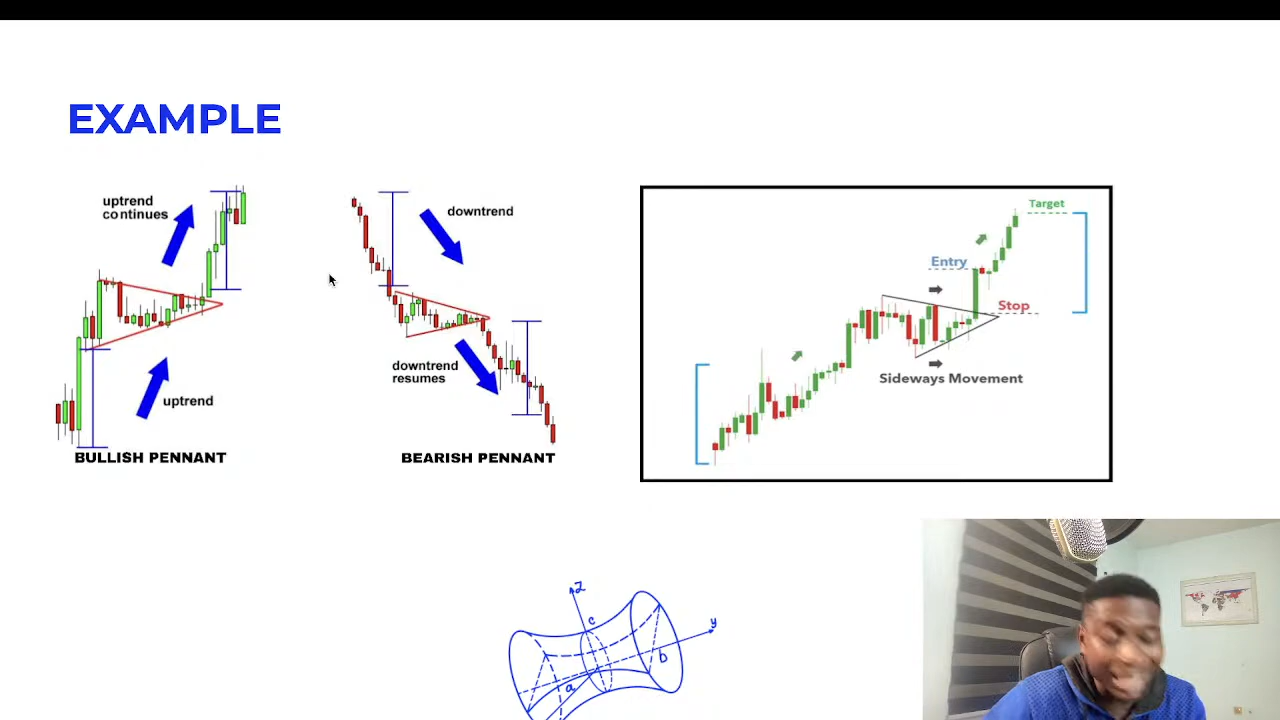 EXAMPLE
uptrend
continues
uptrend
BULLISH PENNANT
downtrend
downtrend
resumes
BEARISH PENNANT
Target
Entry
Stop
Sideways Movement
z
c
y
b
a